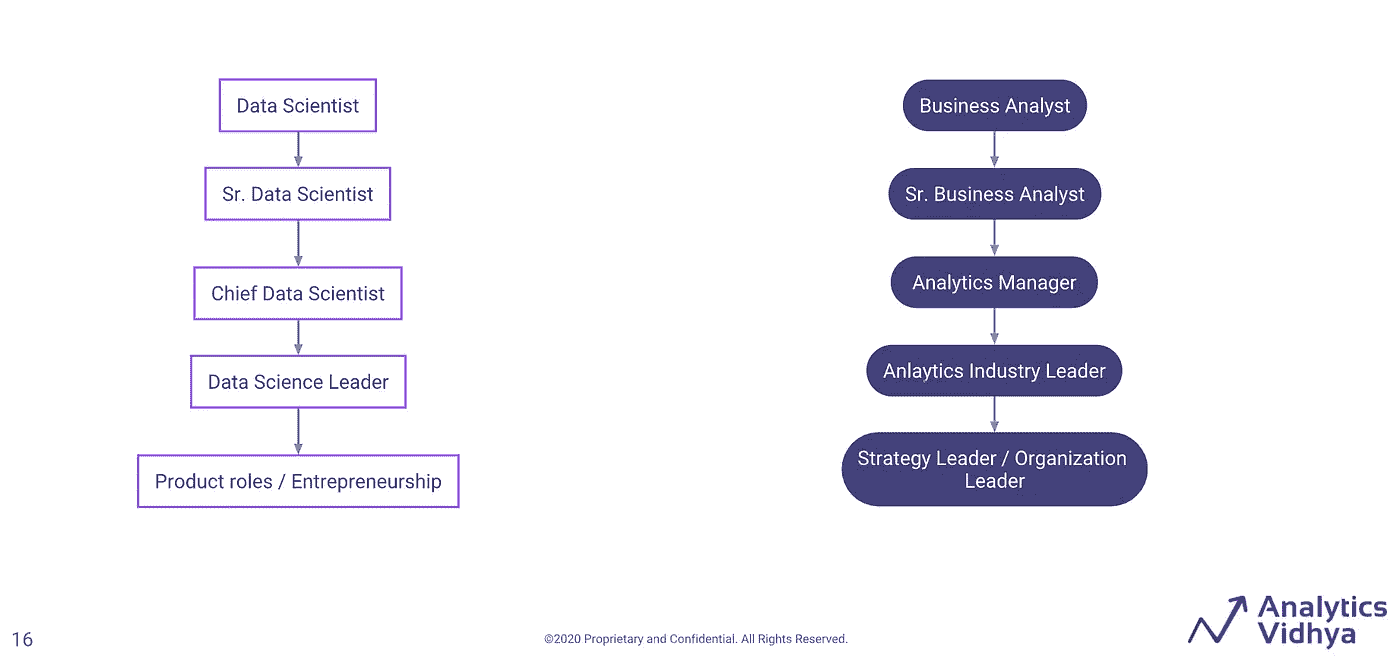 Data Scientist
Sr. Data Scientist
Chief Data Scientist
Data Science Leader
Product roles / Entrepreneurship
Business Analyst
Sr. Business Analyst
Analytics Manager
Anlaytics Industry Leader
Strategy Leader / Organization
Leader
16
©2020 Proprietary and Confidential. All Rights Reserved.
Analytics
Vidhya